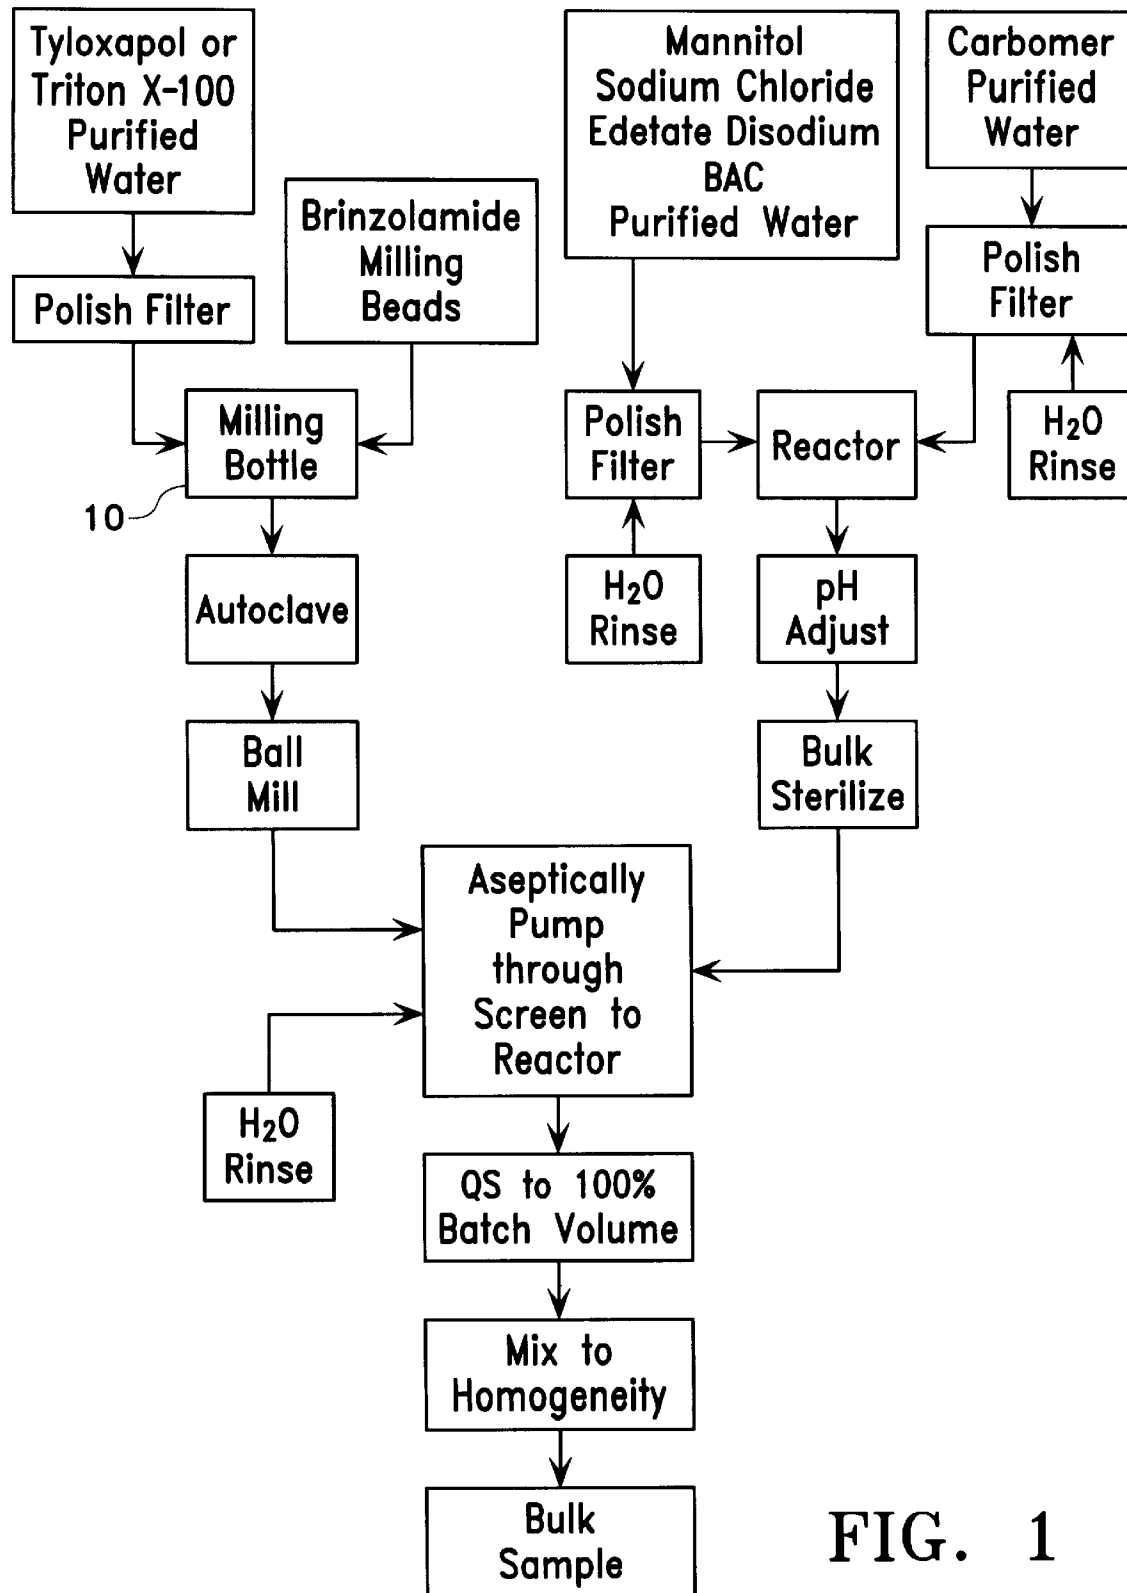 Tyloxapol or
Triton X-100
Purified
Water
Mannitol
Sodium Chloride
Edetate Disodium
BAC
Purified Water
Carbomer
Purified
Water
Brinzolamide
Milling
Beads
Polish Filter
Polish
Filter
Milling
Bottle
10
Polish
Filter
Reactor
H₂O
Rinse
Autoclave
H₂O
Rinse
pH
Adjust
Ball
Mill
Bulk
Sterilize
Aseptically
Pump
through
Screen to
Reactor
H₂O
Rinse
QS to 100%
Batch Volume
Mix to
Homogeneity
Bulk
Sample
FIG. 1